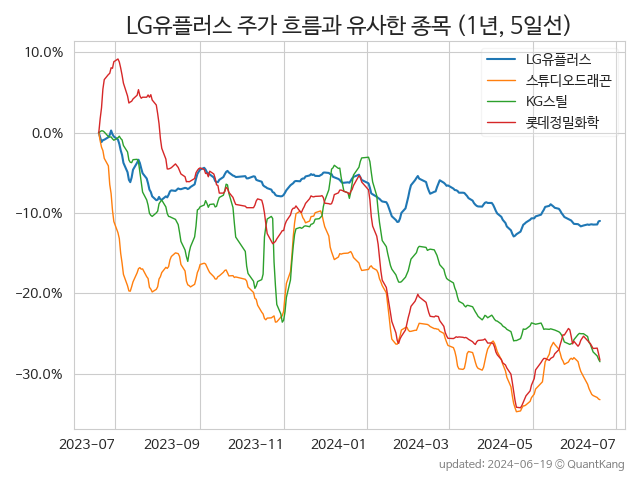 LG유플러스 주가 흐름과 유사한 종목 (1년, 5일선)
10.0%
0.0%
−10.0%
−20.0%
−30.0%
LG유플러스
스튜디오드래곤
KG스틸
롯데정밀화학
2023-07
2023-09
2023-11
2024-01
2024-03
2024-05
2024-07
updated: 2024-06-19 © QuantKang